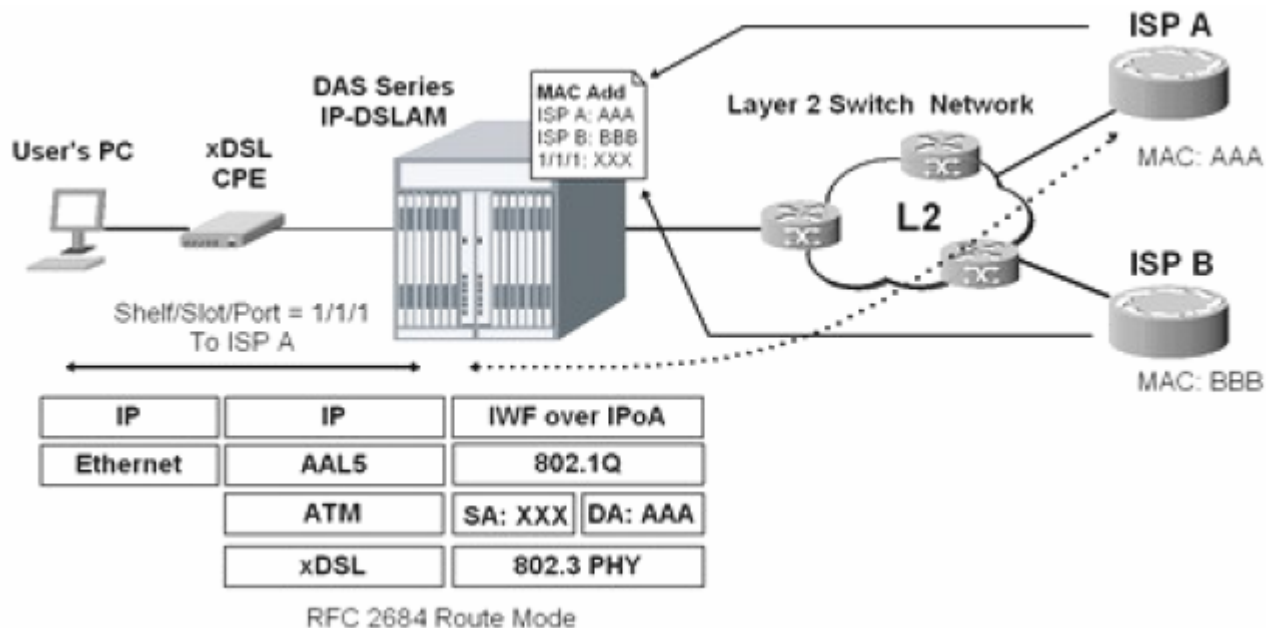 ISP A
DAS Series
IP-DSLAM
MAC Add
ISP A: AAA
ISP B: BBB
1/1/1: XXX
Layer 2 Switch Network
User's PC
xDSL
CPE
MAC: AAA
L2
ISP B
Shelf/Slot/Port = 1/1/1
To ISP A
MAC: BBB
IP
IP
IWF over IPoA
Ethernet
AAL5
802.1Q
ATM
SA: XXX
DA: AAA
xDSL
802.3 PHY
RFC 2684 Route Mode